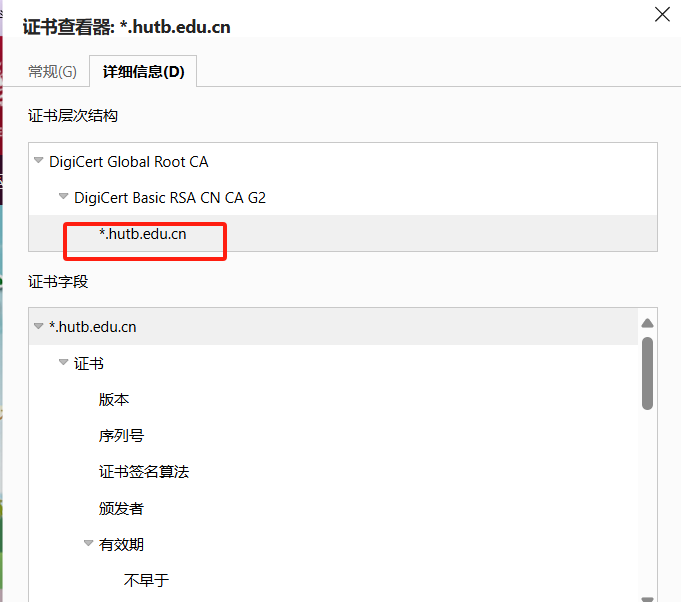 证书查看器: *.hutb.edu.cn
常规(G) 详细信息(D)
证书层次结构
DigiCert Global Root CA
DigiCert Basic RSA CN CA G2
*.hutb.edu.cn
证书字段
*.hutb.edu.cn
证书
版本
序列号
证书签名算法
颁发者
有效期
不早于